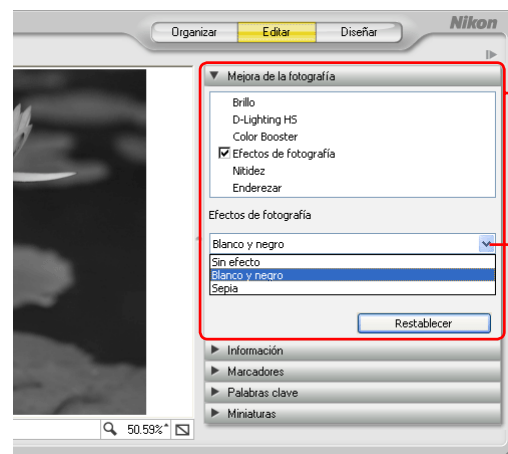 Organizar Editar Diseñar Nikon
Mejora de la fotografía
Brillo
D-Lighting HS
Color Booster
Efectos de fotografía
Nitidez
Enderezar
Efectos de fotografía
Blanco y negro
Sin efecto
Blanco y negro
Sepia
Restablecer
Información
Marcadores
Palabras clave
Miniaturas
50.59%*